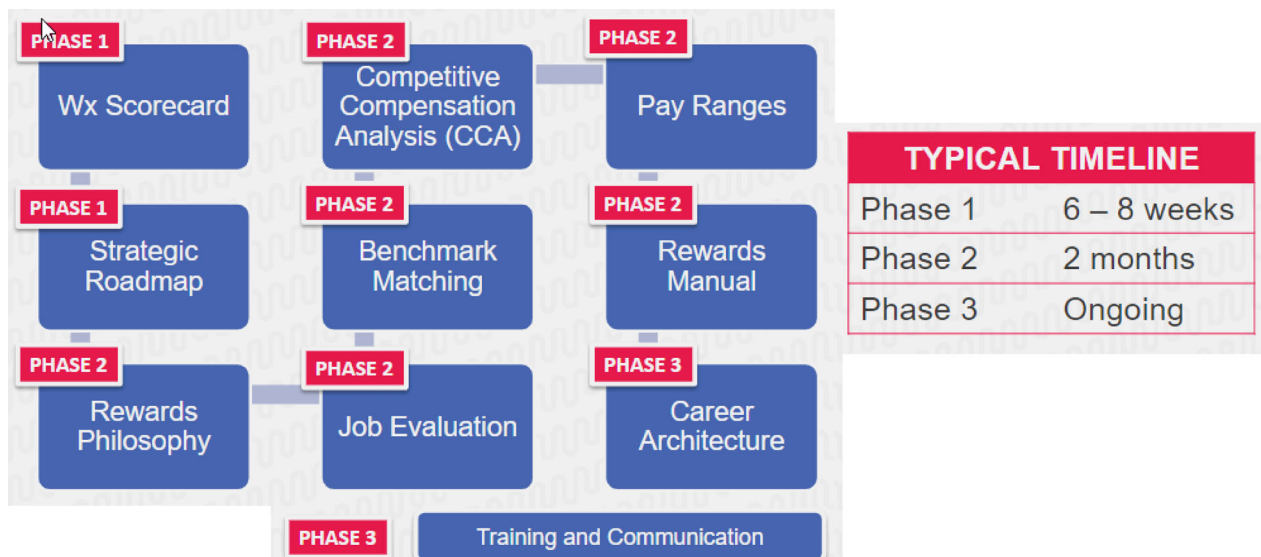 PHASE 1
Wx Scorecard
PHASE 2
Competitive
Compensation
Analysis (CCA)
PHASE 2
Pay Ranges
PHASE 1
Strategic
Roadmap
PHASE 2
Benchmark
Matching
PHASE 2
Rewards
Manual
PHASE 2
Rewards
Philosophy
PHASE 2
Job Evaluation
PHASE 3
Career
Architecture
PHASE 3
Training and Communication
TYPICAL TIMELINE
Phase 1 6 – 8 weeks
Phase 2 2 months
Phase 3 Ongoing